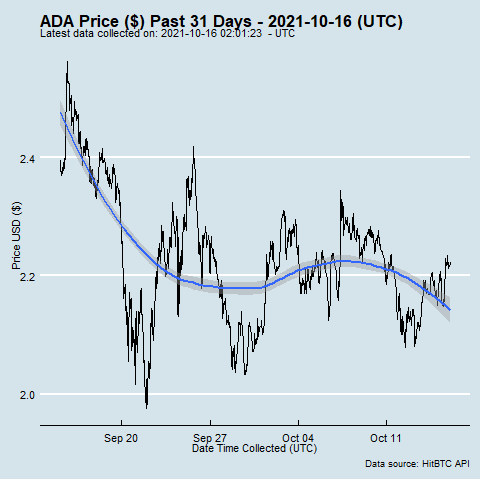 ADA Price ($) Past 31 Days - 2021-10-16 (UTC)
Latest data collected on: 2021-10-16 02:01:23 - UTC
2.4
2.2
2.0
Price USD ($)
Sep 20
Sep 27
Oct 04
Oct 11
Date Time Collected (UTC)
Data source: HitBTC API